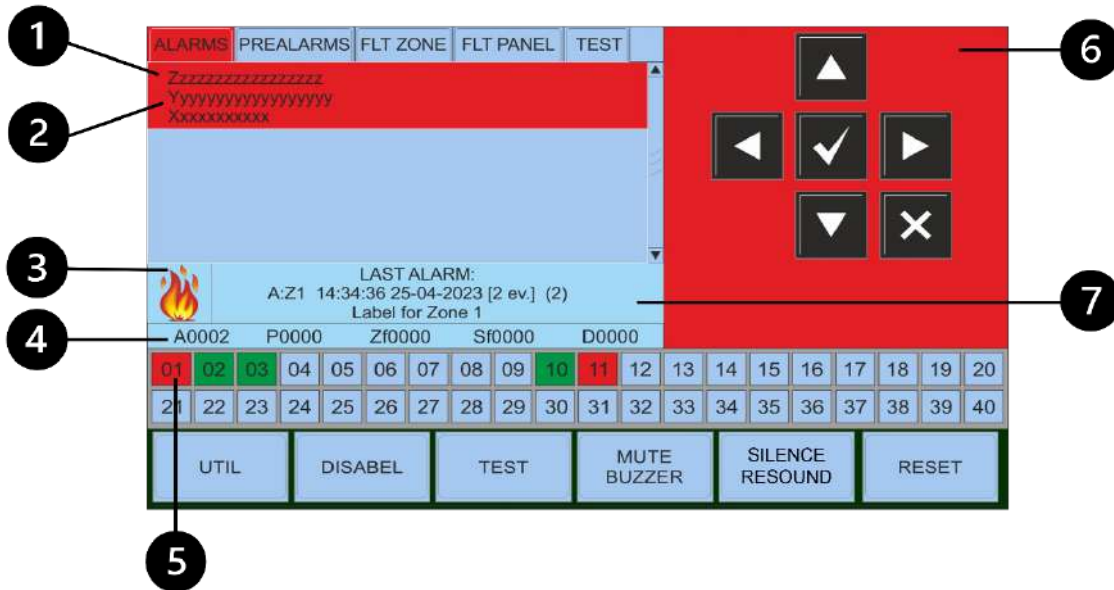 1
ALARMS PREALARMS FLT ZONE FLT PANEL TEST
6
Zzzzzzzzzzzzzzzzzz
2
Yyyyyyyyyyyyyyyyyy
Xxxxxxxxxxx
3
LAST ALARM:
A:Z1 14:34:36 25-04-2023 [2 ev.] (2)
7
Label for Zone 1
4
A0002 P0000 Zf0000 Sf0000 D0000
01 02 03 04 05 06 07 08 09 10 11 12 13 14 15 16 17 18 19 20
21 22 23 24 25 26 27 28 29 30 31 32 33 34 35 36 37 38 39 40
UTIL DISABEL TEST MUTE BUZZER SILENCE RESOUND RESET
5